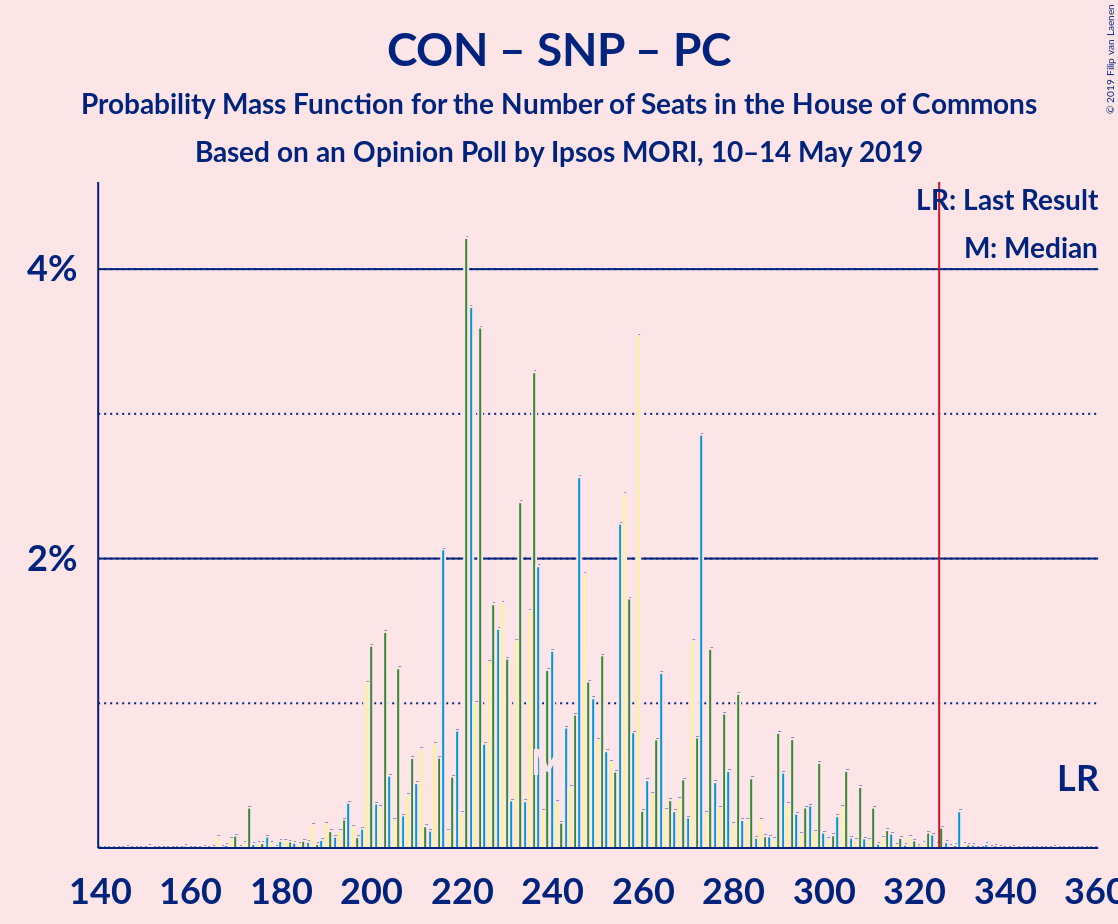 CON – SNP – PC
Probability Mass Function for the Number of Seats in the House of Commons
Based on an Opinion Poll by Ipsos MORI, 10–14 May 2019
© 2019 Filip van Laenen
LR: Last Result
M: Median
4%
2%
M
LR
140 160 180 200 220 240 260 280 300 320 340 360